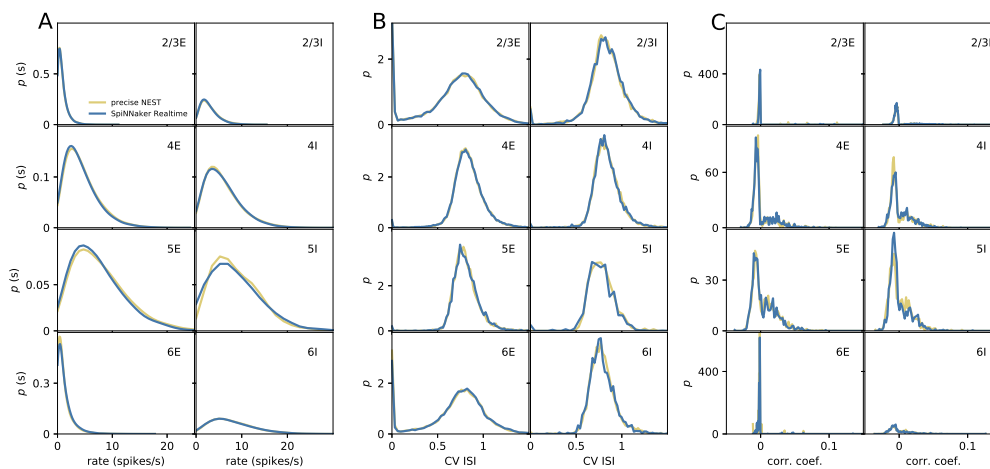 A
B
C
2/3E
2/3I
2/3E
2/3I
2/3E
2/3I
p (s)
0.5
0
precise NEST
SpiNNaker Realtime
p
2
0
p
400
0
4E
4I
4E
4I
4E
4I
p (s)
0.1
0
p
2
0
p
60
0
5E
5I
5E
5I
5E
5I
p (s)
0.05
0
p
2
0
p
30
0
6E
6I
6E
6I
6E
6I
p (s)
0.3
0
p
2
0
p
400
0
0 10 20
0 10 20
0.0 0.5 1
0 0.5 1
0 0.1
0 0.1
rate (spikes/s)
rate (spikes/s)
CV ISI
CV ISI
corr. coef.
corr. coef.